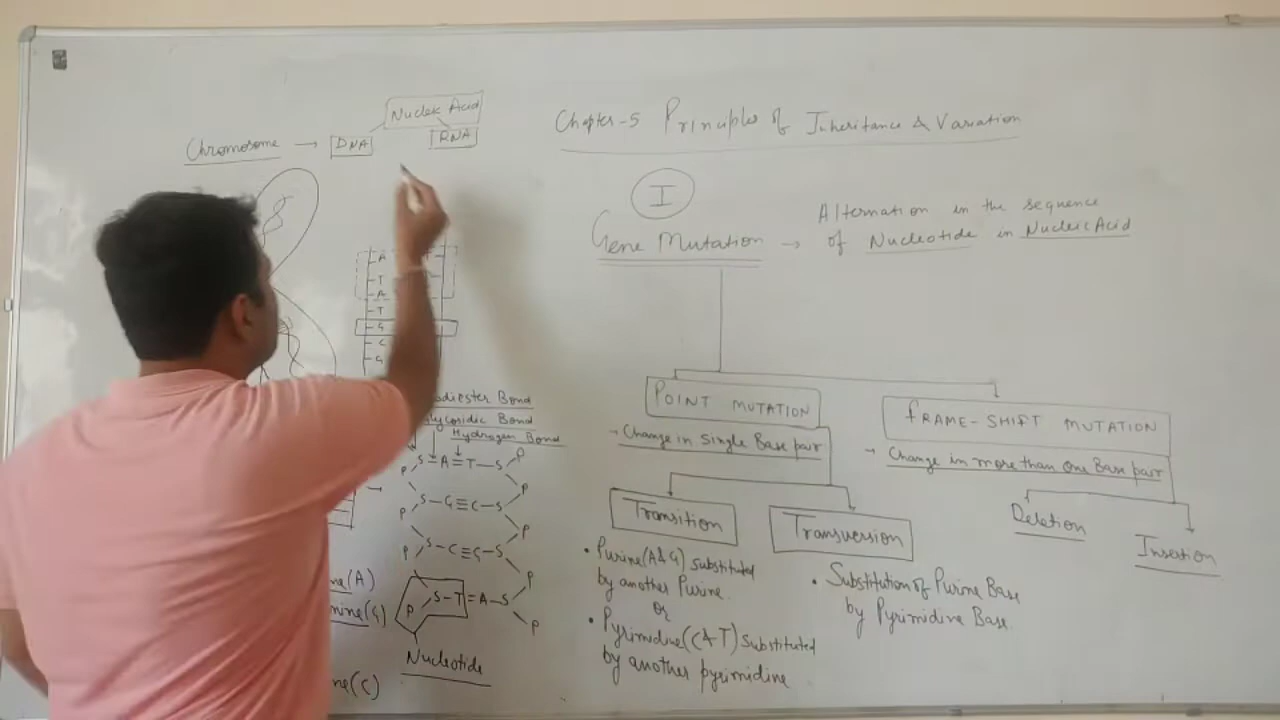 Nucleic Acid
Chromosome → DNA
RNA
Chapter-5 Principles of Inheritance & Variation
I
Gene Mutation → Alternation in the sequence
of Nucleotide in Nucleic Acid
A
T
A
T
G
C
G
diester Bond
glycosidic Bond
Hydrogen Bond
P S=A=T-S P
P
P S-G≡C-S
P
P S-C≡G-S
P
P S-T=A-S
P
Nucleotide
ne(A)
nine(G)
ne(C)
POINT MUTATION
- Change in Single Base pair
Transition
• Purine(A&G) substituted
by another Purine.
or
• Pyrimidine(C&T) Substituted
by another pyrimidine
Transversion
• Substitution of Purine Base
by Pyrimidine Base.
FRAME-SHIFT MUTATION
- Change in more than one Base pair
Deletion
Insertion